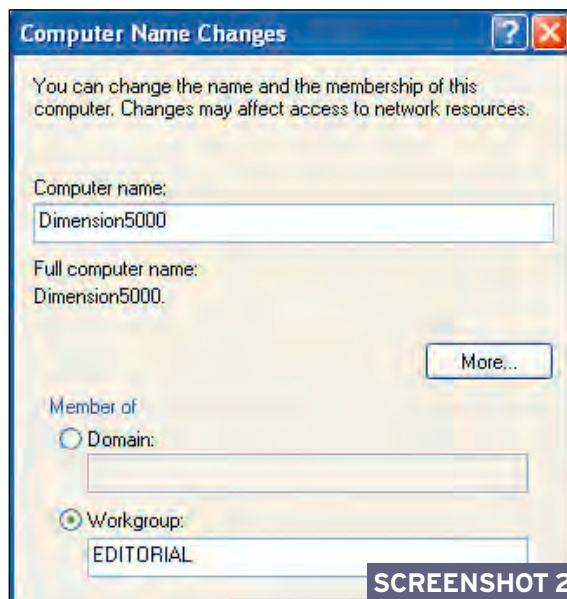 Computer Name Changes
You can change the name and the membership of this
computer. Changes may affect access to network resources.
Computer name:
Dimension5000
Full computer name:
Dimension5000.
More...
Member of
Domain:
Workgroup:
EDITORIAL
SCREENSHOT 2